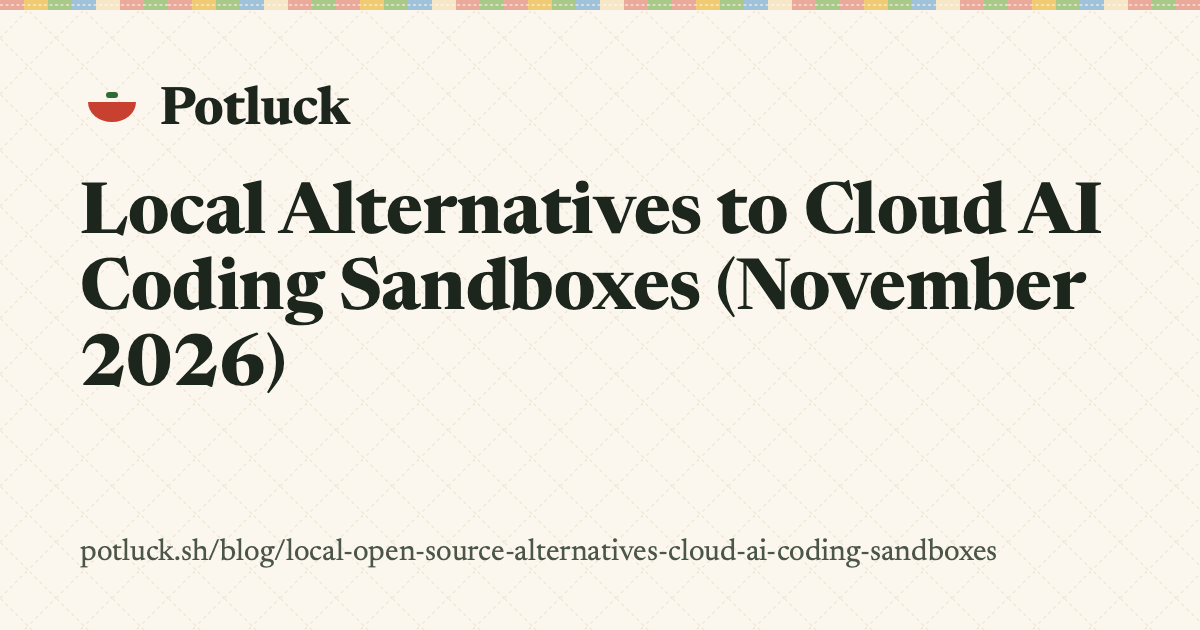 Potluck
Local Alternatives to Cloud AI
Coding Sandboxes (November
2026)
potluck.sh/blog/local-open-source-alternatives-cloud-ai-coding-sandboxes